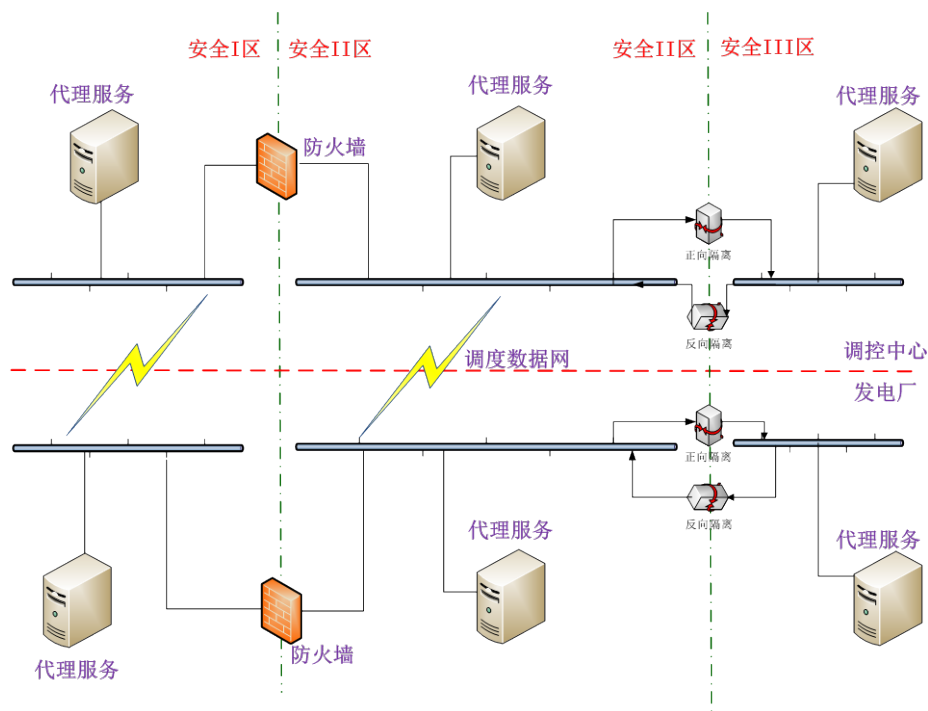 安全I区
安全II区
安全II区
安全III区
代理服务
代理服务
代理服务
防火墙
正向隔离
反向隔离
调度数据网
调控中心
发电厂
正向隔离
反向隔离
代理服务
代理服务
防火墙
代理服务